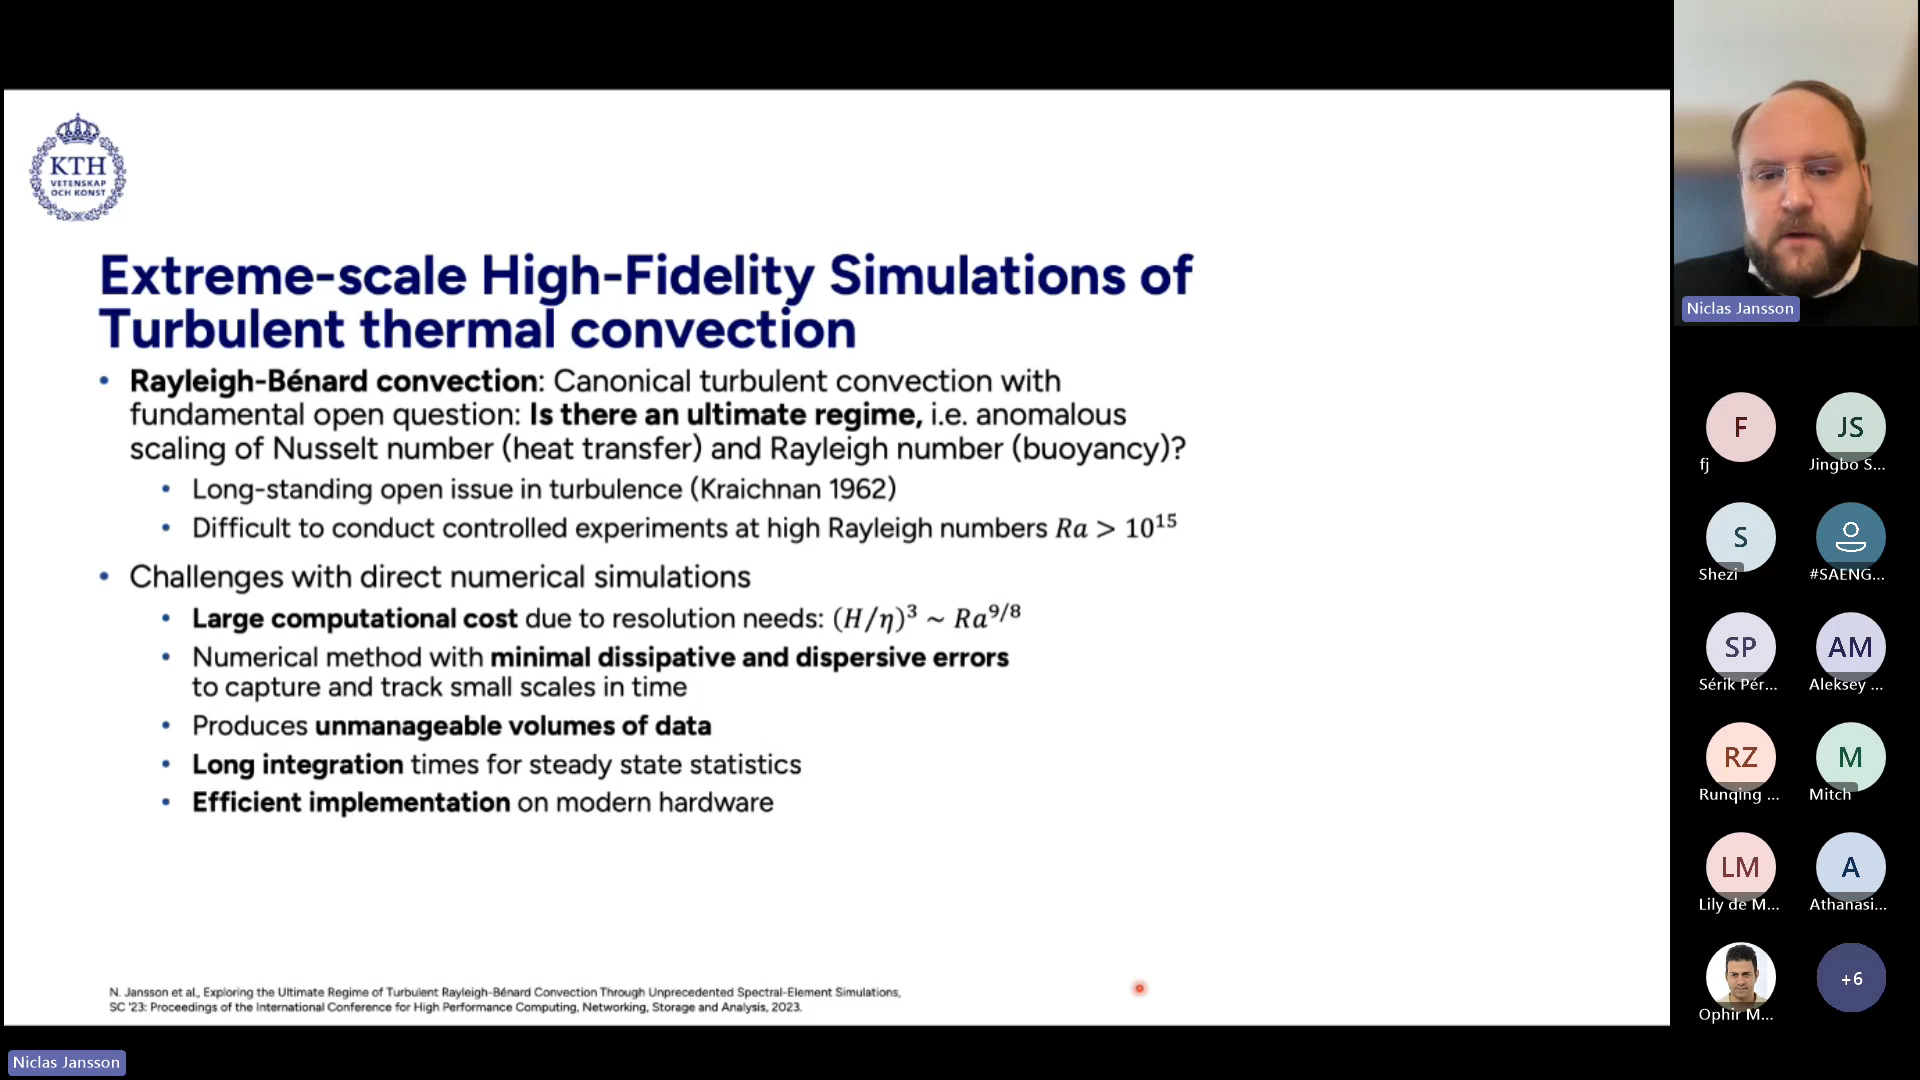 KTH
VETENSKAP
OCH KONST
Extreme-scale High-Fidelity Simulations of
Turbulent thermal convection
• Rayleigh-Bénard convection: Canonical turbulent convection with
fundamental open question: Is there an ultimate regime, i.e. anomalous
scaling of Nusselt number (heat transfer) and Rayleigh number (buoyancy)?
• Long-standing open issue in turbulence (Kraichnan 1962)
• Difficult to conduct controlled experiments at high Rayleigh numbers Ra > 10¹⁵
• Challenges with direct numerical simulations
• Large computational cost due to resolution needs: (H/η)³ ~ Ra⁹/⁸
• Numerical method with minimal dissipative and dispersive errors
to capture and track small scales in time
• Produces unmanageable volumes of data
• Long integration times for steady state statistics
• Efficient implementation on modern hardware
N. Jansson et al., Exploring the Ultimate Regime of Turbulent Rayleigh-Bénard Convection Through Unprecedented Spectral-Element Simulations,
SC '23: Proceedings of the International Conference for High Performance Computing, Networking, Storage and Analysis, 2023.
Niclas Jansson
Niclas Jansson
F
fj
JS
Jingbo S...
S
Shezi
#SAENG...
SP
Sérik Pér...
AM
Aleksey ...
RZ
Runqing ...
M
Mitch
LM
Lily de M...
A
Athanasi...
Ophir M...
+6